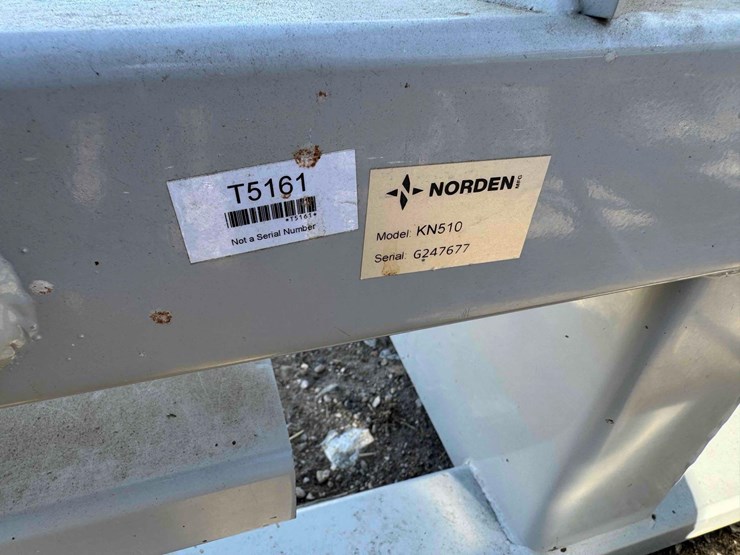 T5161
*T5161*
Not a Serial Number
NORDEN MFG
Model: KN510
Serial: G247677